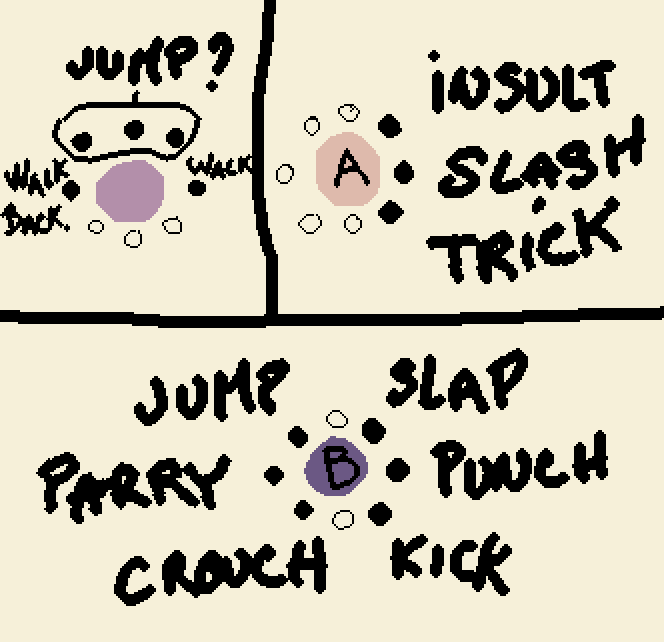 JUMP?
WALK WALK
BACK.
A
INSULT
SLASH
TRICK
JUMP SLAP
PARRY B PUNCH
CROUCH KICK